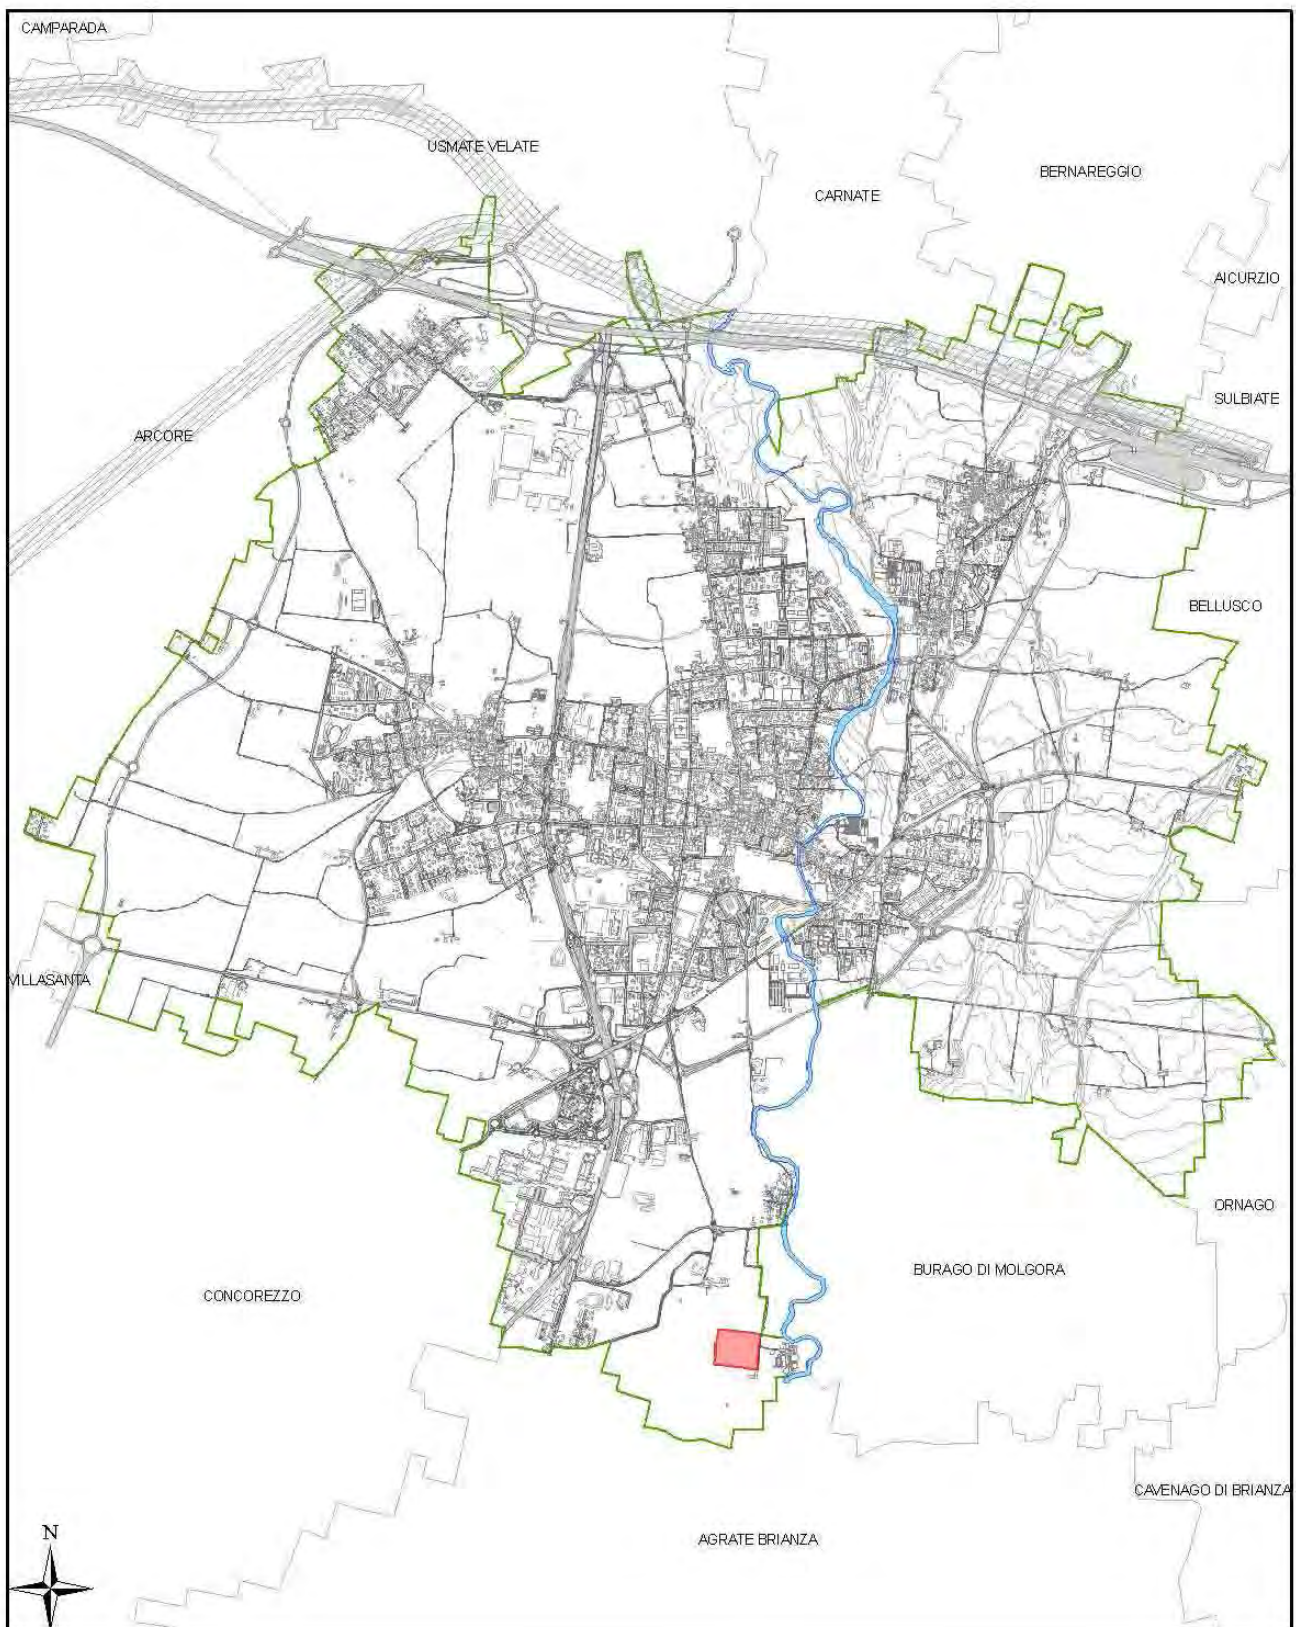 CAMPARADA
USMATE VELATE
BERNAREGGIO
CARNATE
AICURZIO
SULBIATE
ARCORE
BELLUSCO
VILLASANTA
ORNAGO
BURAGO DI MOLGORA
CONCOREZZO
CAVENAGO DI BRIANZA
N
AGRATE BRIANZA